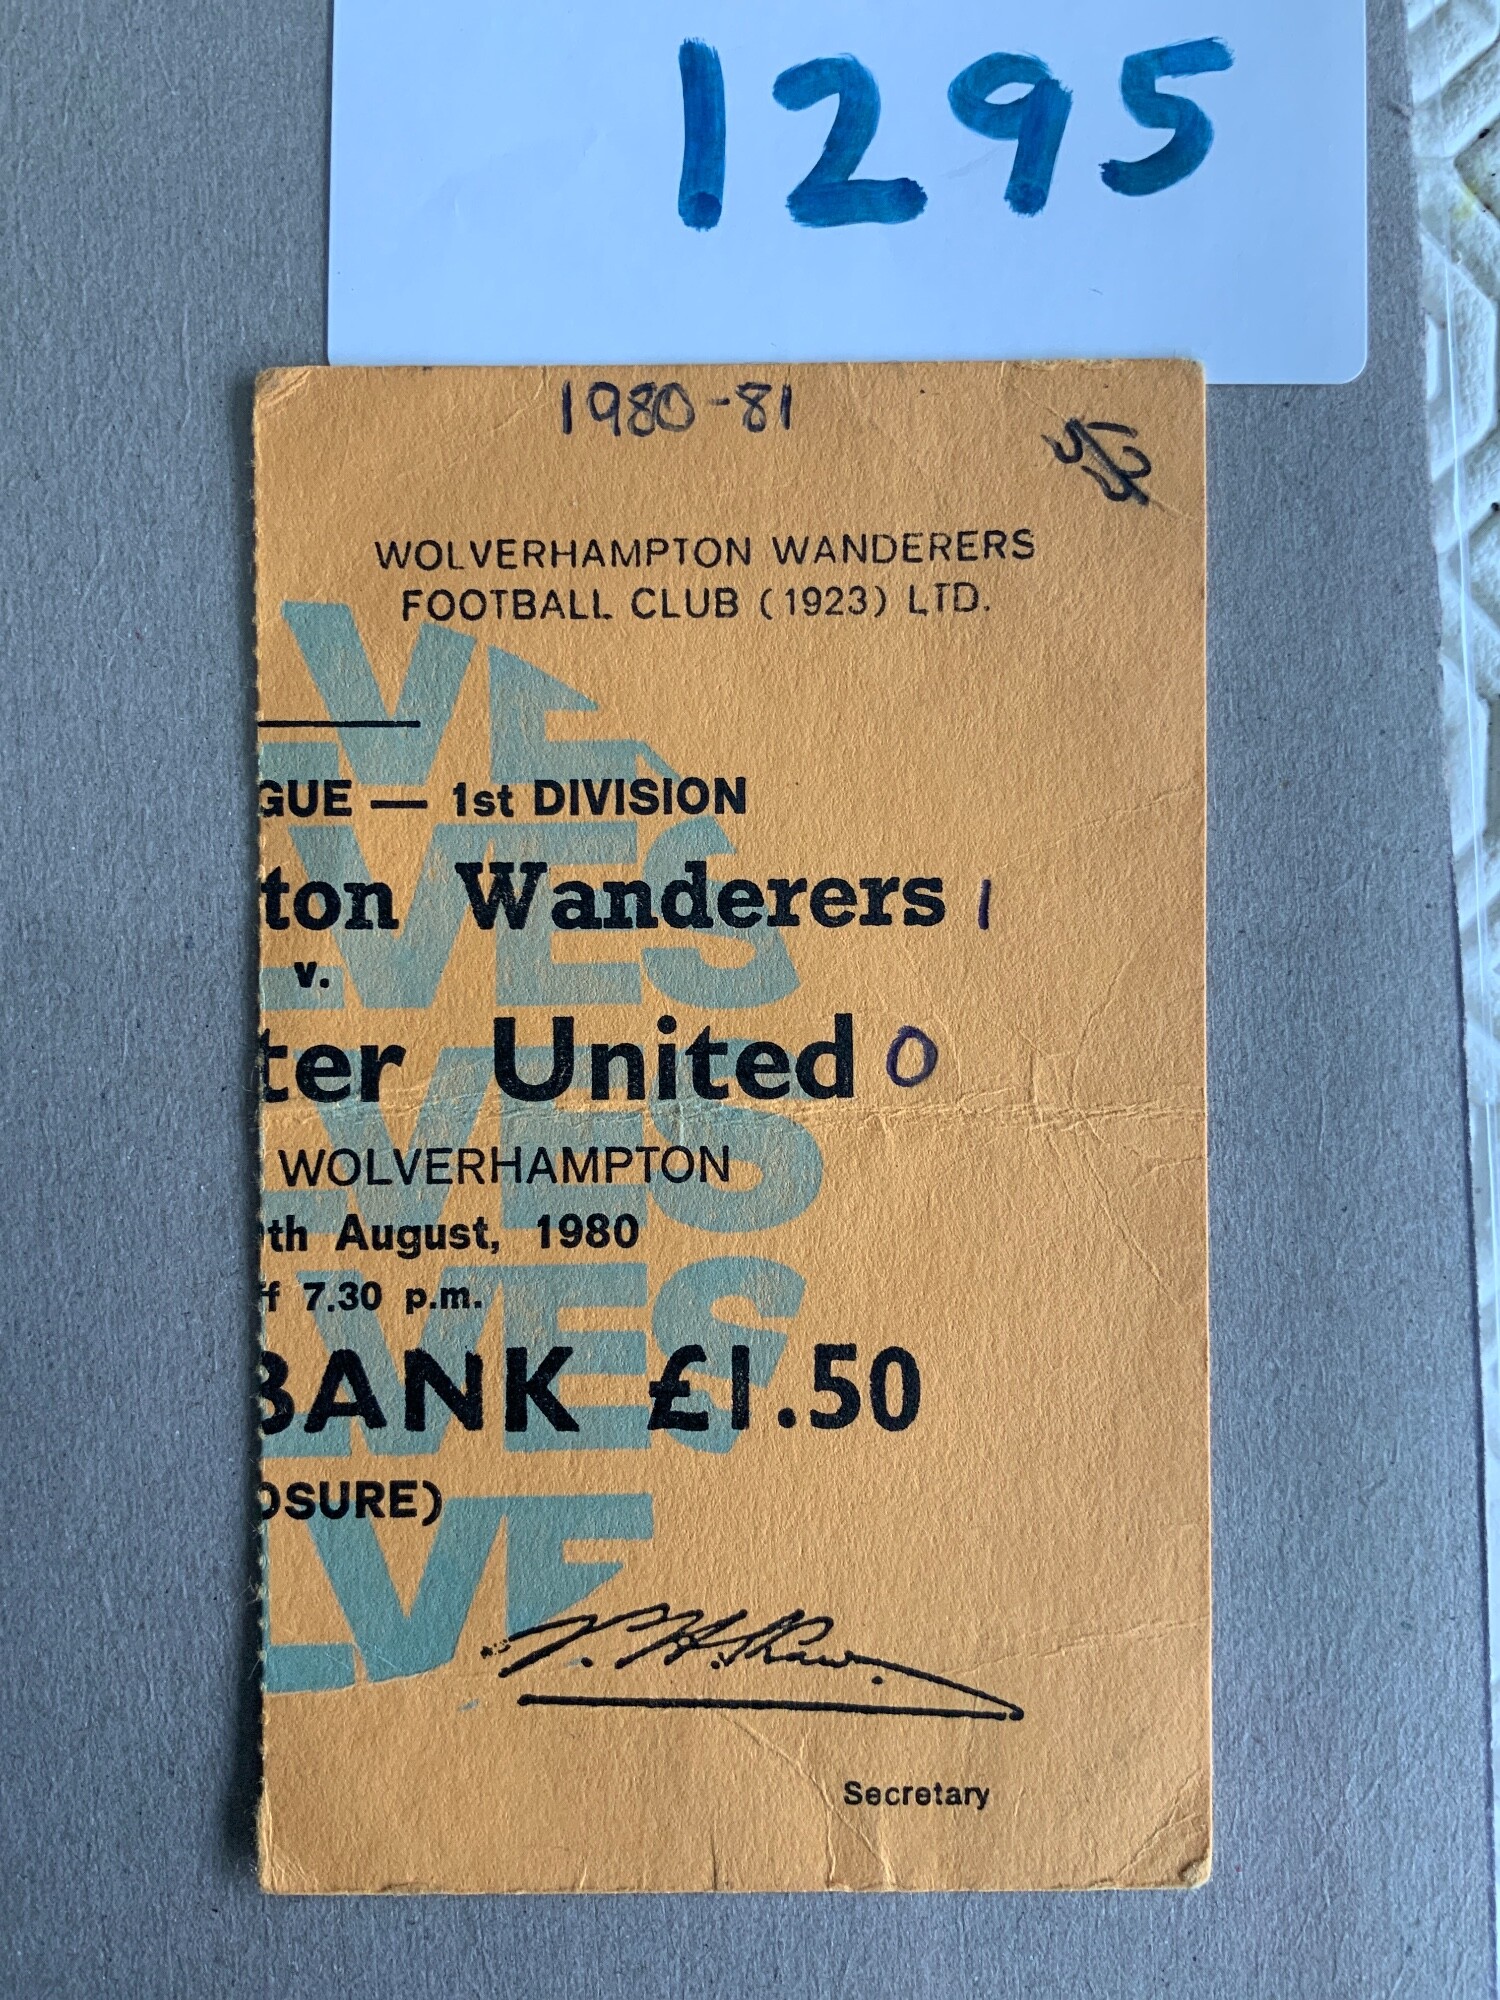 1295
1980-81
WOLVERHAMPTON WANDERERS
FOOTBALL CLUB (1923) LTD.
GUE — 1st DIVISION
ton Wanderers 1
v.
ter United 0
WOLVERHAMPTON
th August, 1980
ff 7.30 p.m.
BANK £1.50
OSURE)
Secretary